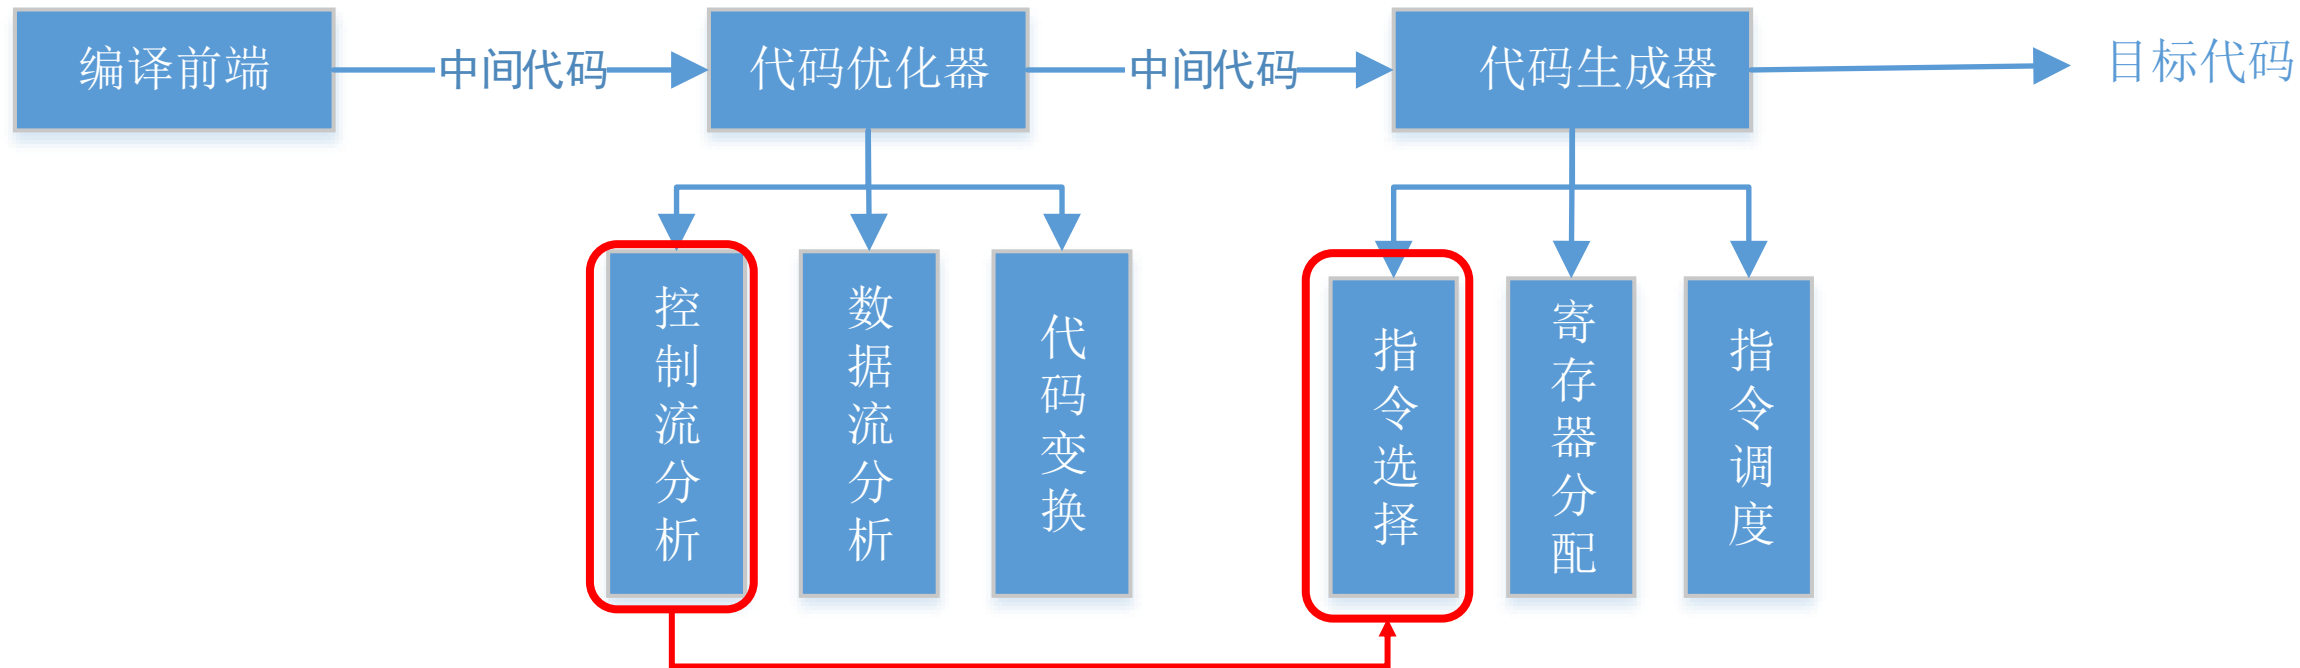 编译前端
中间代码
代码优化器
中间代码
代码生成器
目标代码
控制流分析
数据流分析
代码变换
指令选择
寄存器分配
指令调度